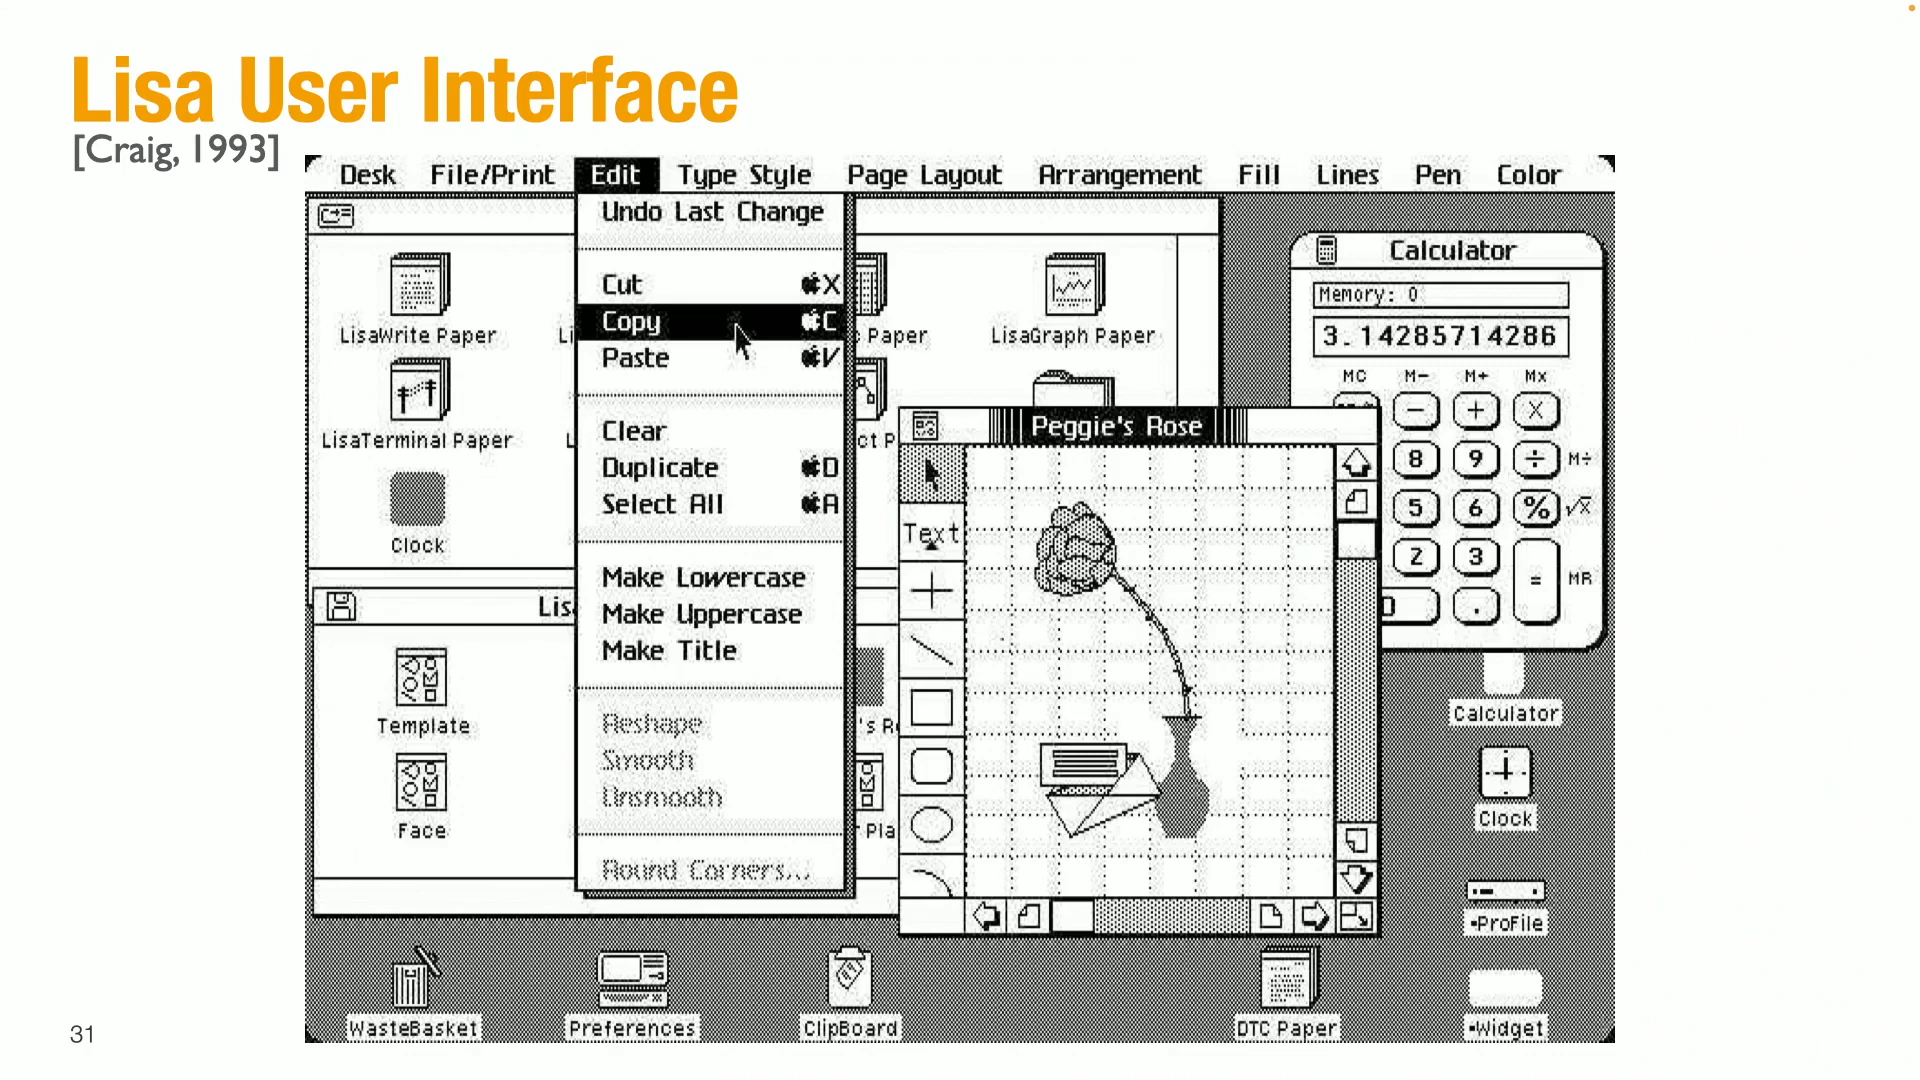 Lisa User Interface
[Craig, 1993]
Desk File/Print Edit Type Style Page Layout Arrangement Fill Lines Pen Color
Undo Last Change
Cut X
Copy C
Paste V
Clear
Duplicate D
Select All A
Make Lowercase
Make Uppercase
Make Title
Reshape
Smooth
Unsmooth
Round Corners...
LisaWrite Paper
Paper
LisaGraph Paper
LisaTerminal Paper
Clock
Template
Face
Peggie's Rose
Text
Calculator
Memory: 0
3.14285714286
MC M- M+ Mx
- + X
8 9 ÷ M÷
5 6 % √x
2 3 = MR
.
Calculator
Clock
ProFile
Widget
WasteBasket
Preferences
ClipBoard
DTC Paper
31